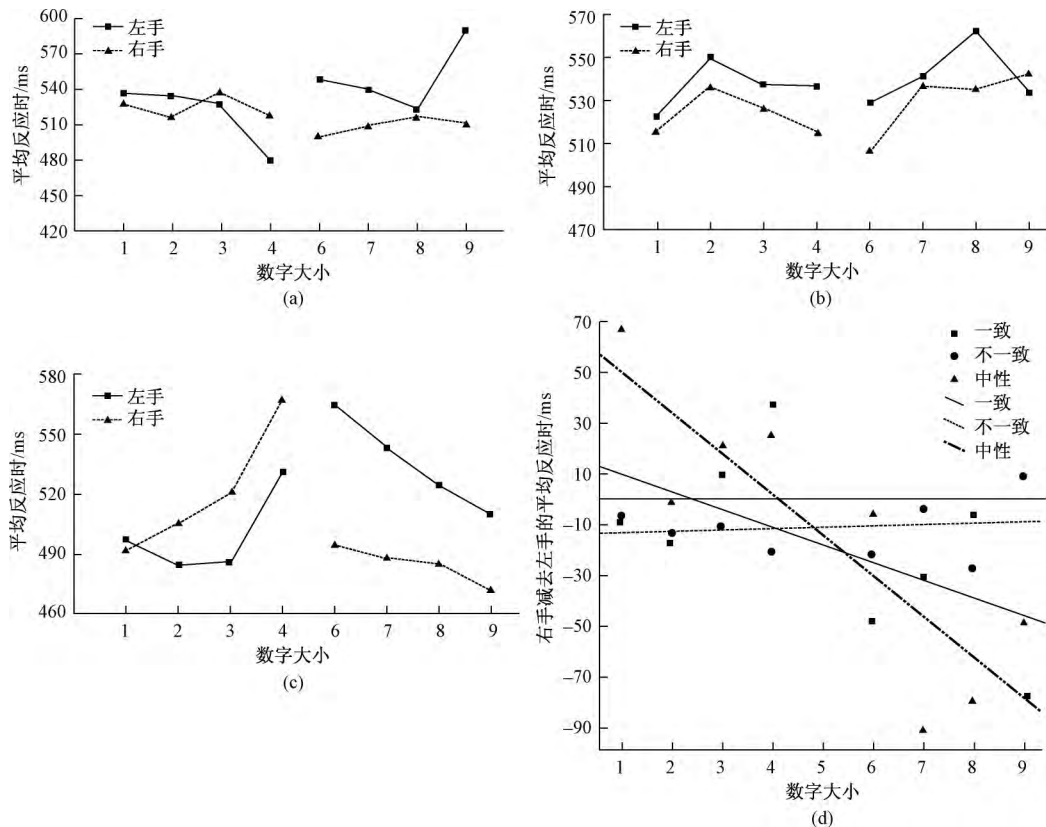 600
570
540
510
480
450
420
平均反应时/ms
左手
右手
1 2 3 4 6 7 8 9
数字大小
(a)
570
550
530
510
490
470
平均反应时/ms
左手
右手
1 2 3 4 6 7 8 9
数字大小
(b)
580
550
520
490
460
平均反应时/ms
左手
右手
1 2 3 4 6 7 8 9
数字大小
(c)
70
50
30
10
-10
-30
-50
-70
-90
右手减去左手的平均反应时/ms
一致
不一致
中性
一致
不一致
中性
1 2 3 4 5 6 7 8 9
数字大小
(d)